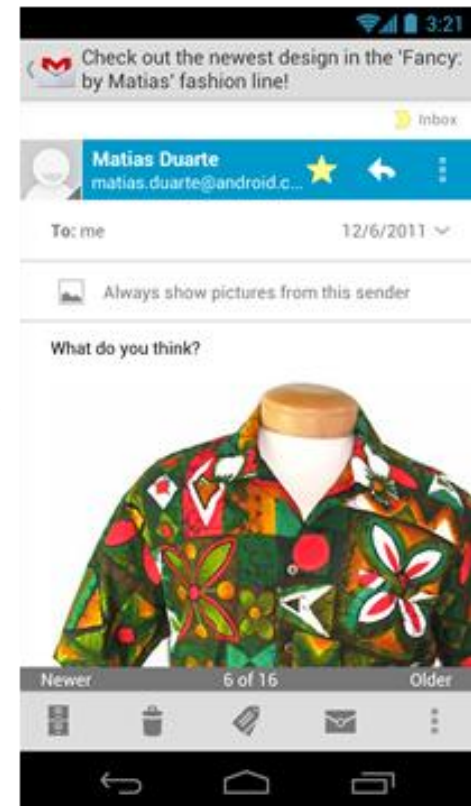 3:21
Check out the newest design in the 'Fancy:
by Matias' fashion line!
Inbox
Matias Duarte
matias.duarte@android.c...
To: me 12/6/2011
Always show pictures from this sender
What do you think?
Newer 6 of 16 Older